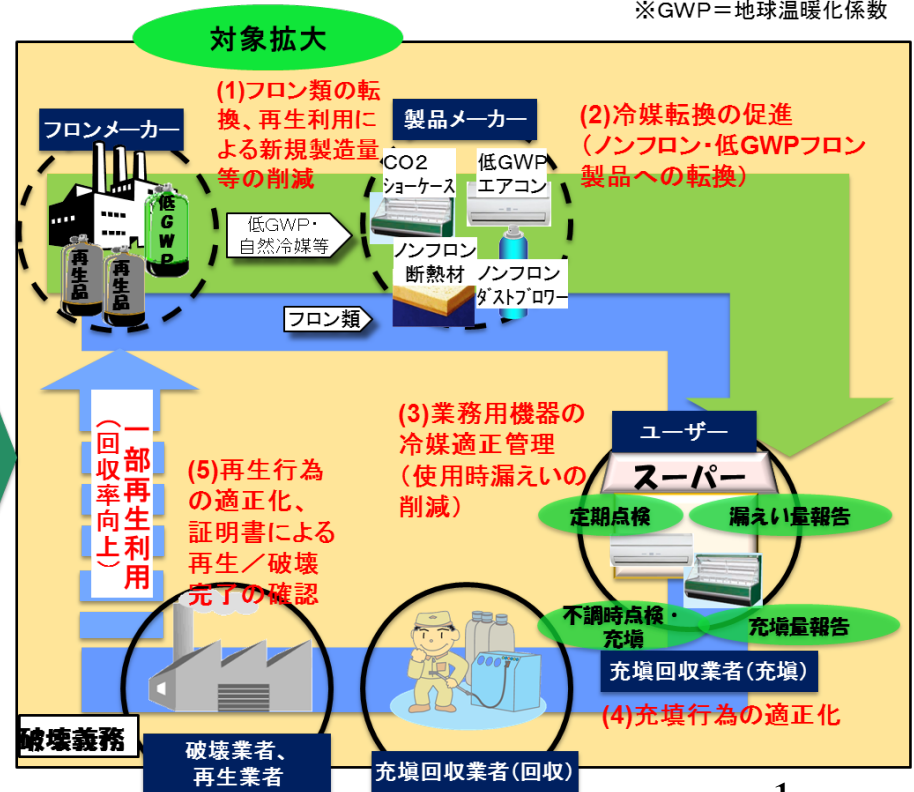 ※GWP＝地球温暖化係数
対象拡大
(1)フロン類の転
換、再生利用に
よる新規製造量
等の削減
フロンメーカー
低GWP
再生品
再生品
低GWP・
自然冷媒等
フロン類
製品メーカー
CO2
ショーケース
低GWP
エアコン
ノンフロン
断熱材
ノンフロン
ダストブロワー
(2)冷媒転換の促進
（ノンフロン・低GWPフロン
製品への転換）
(3)業務用機器の
冷媒適正管理
（使用時漏えいの
削減）
ユーザー
スーパー
定期点検
漏えい量報告
不調時点検・
充塡
充塡量報告
充塡回収業者（充塡）
(4)充填行為の適正化
一部再生利用
（回収率向上）
(5)再生行為
の適正化、
証明書による
再生／破壊
完了の確認
破壊義務
破壊業者、
再生業者
充塡回収業者（回収）
1